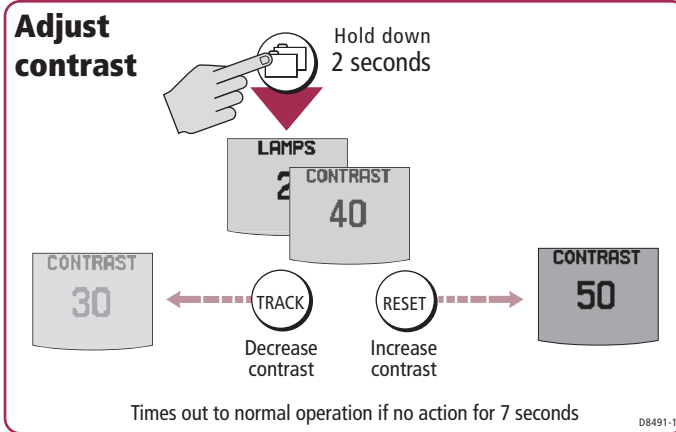 Adjust
contrast
Hold down
2 seconds
LAMPS
2
CONTRAST
40
CONTRAST
30
TRACK
RESET
CONTRAST
50
Decrease
contrast
Increase
contrast
Times out to normal operation if no action for 7 seconds
D8491-1